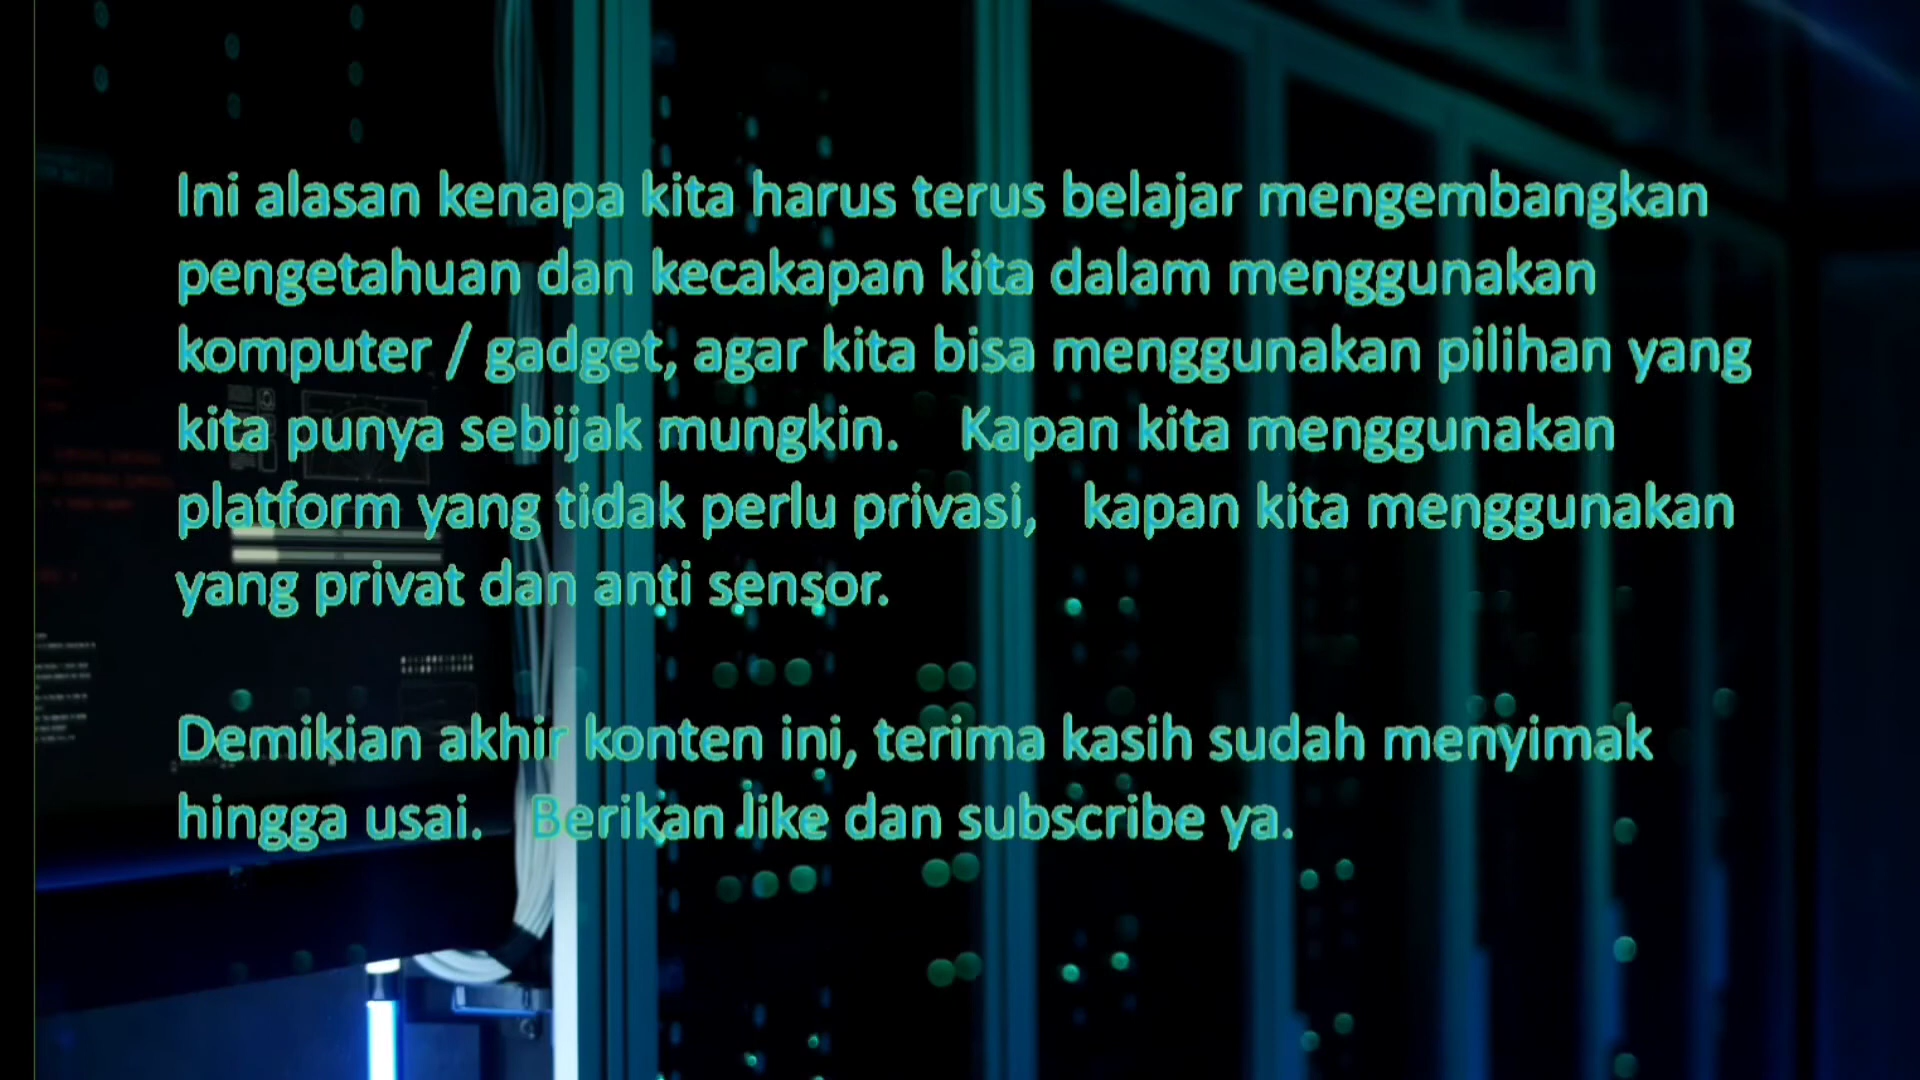 Ini alasan kenapa kita harus terus belajar mengembangkan
pengetahuan dan kecakapan kita dalam menggunakan
komputer / gadget, agar kita bisa menggunakan pilihan yang
kita punya sebijak mungkin. Kapan kita menggunakan
platform yang tidak perlu privasi, kapan kita menggunakan
yang privat dan anti sensor.
Demikian akhir konten ini, terima kasih sudah menyimak
hingga usai. Berikan like dan subscribe ya.